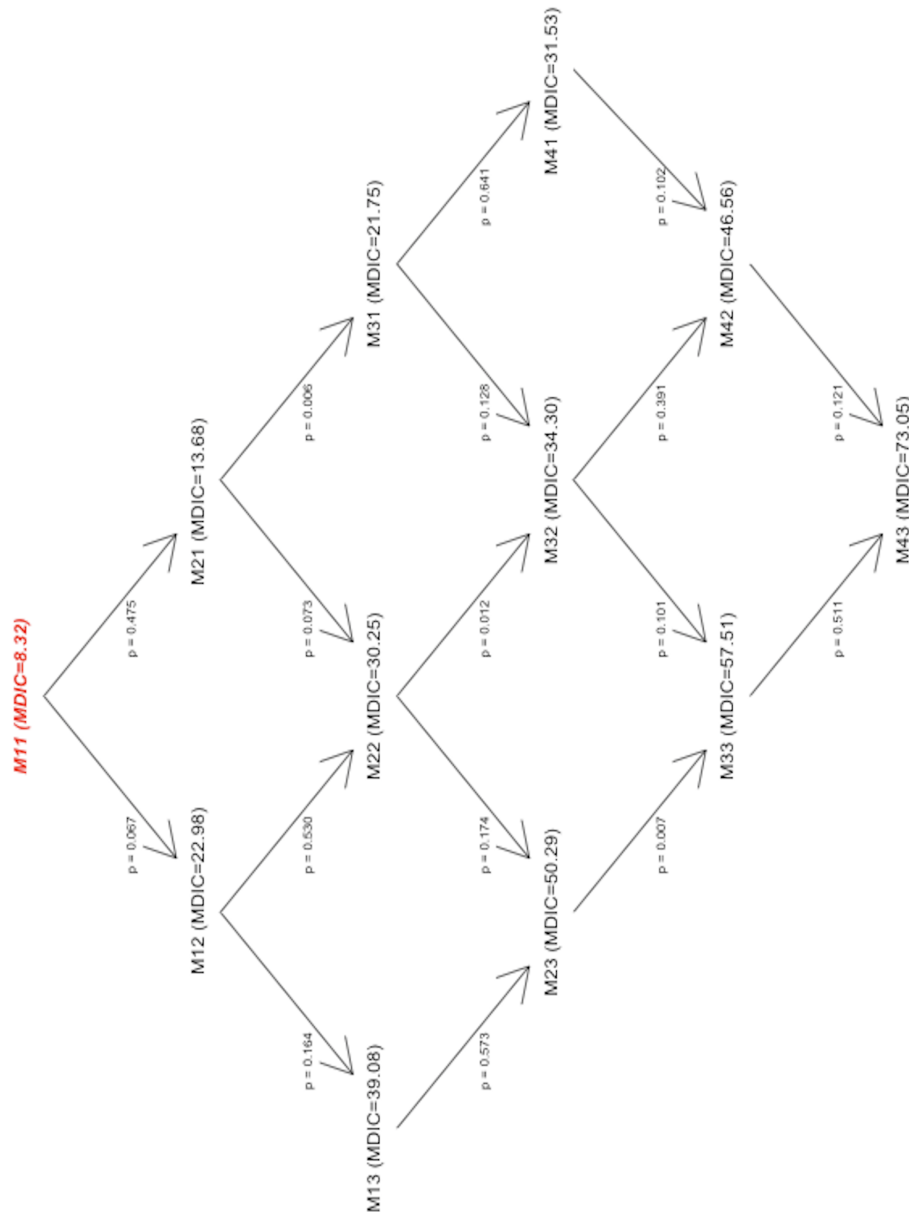 M11 (MDIC=8.32)
p = 0.067
p = 0.475
M12 (MDIC=22.98)
M21 (MDIC=13.68)
p = 0.164
p = 0.530
p = 0.073
p = 0.006
M13 (MDIC=39.08)
M22 (MDIC=30.25)
M31 (MDIC=21.75)
p = 0.573
p = 0.174
p = 0.012
p = 0.128
p = 0.641
M23 (MDIC=50.29)
M32 (MDIC=34.30)
M41 (MDIC=31.53)
p = 0.007
p = 0.101
p = 0.391
p = 0.102
M33 (MDIC=57.51)
M42 (MDIC=46.56)
p = 0.511
p = 0.121
M43 (MDIC=73.05)